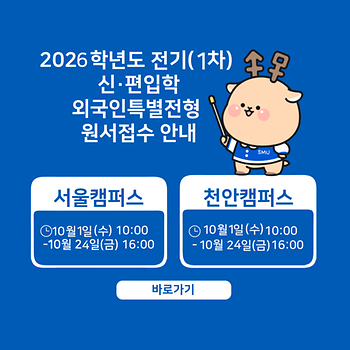 2026학년도 전기(1차)
신·편입학
외국인특별전형
원서접수 안내
SMU
서울캠퍼스
10월1일(수) 10:00
-10월 24일(금) 16:00
천안캠퍼스
10월1일(수) 10:00
- 10월 24일(금)16:00
바로가기